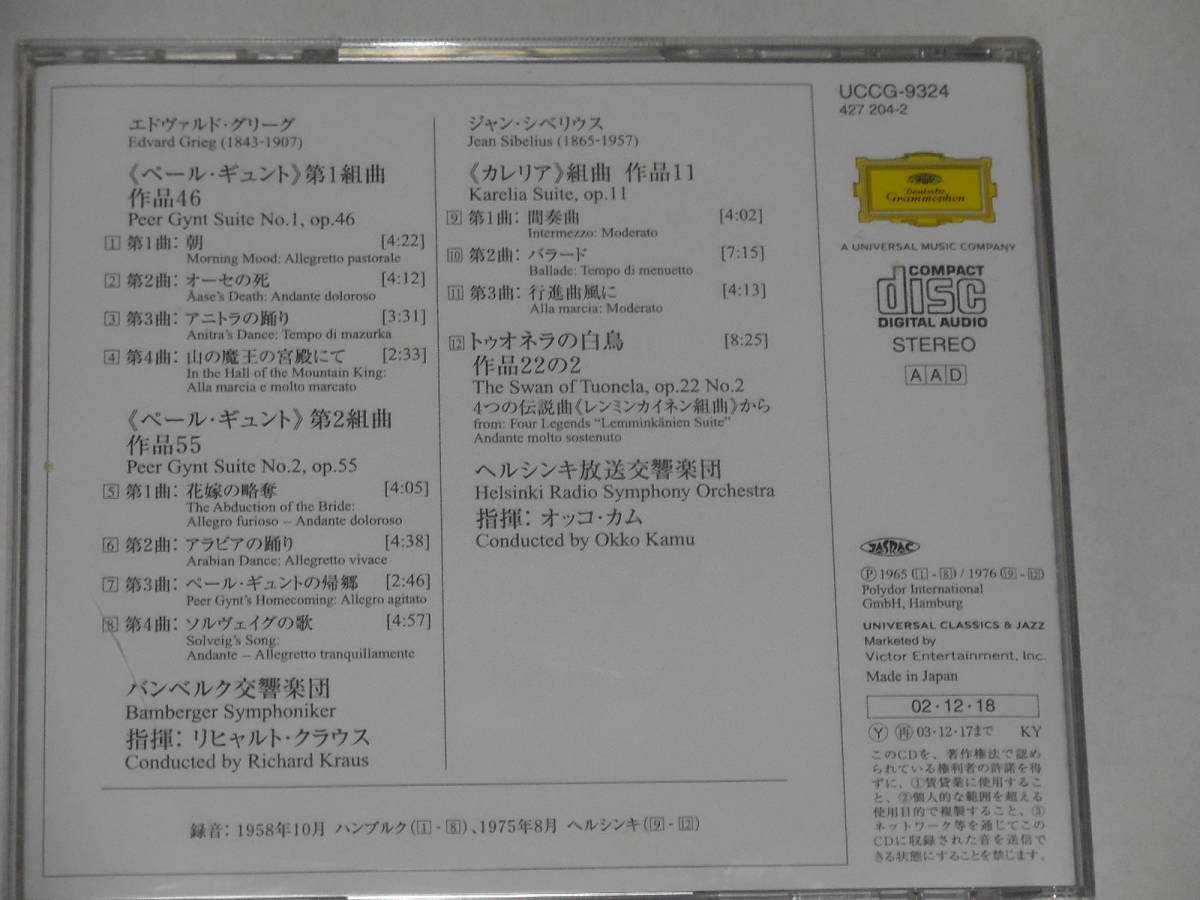 エドヴァルド・グリーグ
Edvard Grieg (1843-1907)
《ペール・ギュント》第1組曲
作品46
Peer Gynt Suite No.1, op.46
1 第1曲: 朝 [4:22]
Morning Mood: Allegretto pastorale
2 第2曲: オーセの死 [4:12]
Åase's Death: Andante doloroso
3 第3曲: アニトラの踊り [3:31]
Anitra's Dance: Tempo di mazurka
4 第4曲: 山の魔王の宮殿にて [2:33]
In the Hall of the Mountain King:
Alla marcia e molto marcato
《ペール・ギュント》第2組曲
作品55
Peer Gynt Suite No.2, op.55
5 第1曲: 花嫁の略奪 [4:05]
The Abduction of the Bride:
Allegro furioso – Andante doloroso
6 第2曲: アラビアの踊り [4:38]
Arabian Dance: Allegretto vivace
7 第3曲: ペール・ギュントの帰郷 [2:46]
Peer Gynt's Homecoming: Allegro agitato
8 第4曲: ソルヴェイグの歌 [4:57]
Solveig's Song:
Andante – Allegretto tranquillamente
バンベルク交響楽団
Bamberger Symphoniker
指揮: リヒャルト・クラウス
Conducted by Richard Kraus
ジャン・シベリウス
Jean Sibelius (1865-1957)
《カレリア》組曲 作品11
Karelia Suite, op.11
9 第1曲: 間奏曲 [4:02]
Intermezzo: Moderato
10 第2曲: バラード [7:15]
Ballade: Tempo di menuetto
11 第3曲: 行進曲風に [4:13]
Alla marcia: Moderato
12 トゥオネラの白鳥 [8:25]
作品22の2
The Swan of Tuonela, op.22 No.2
4つの伝説曲《レンミンカイネン組曲》から
from: Four Legends "Lemminkänien Suite"
Andante molto sostenuto
ヘルシンキ放送交響楽団
Helsinki Radio Symphony Orchestra
指揮: オッコ・カム
Conducted by Okko Kamu
録音: 1958年10月 ハンブルク(1 - 8)、1975年8月 ヘルシンキ(9 - 12)
UCCG-9324
427 204-2
Deutsche
Grammophon
A UNIVERSAL MUSIC COMPANY
COMPACT
disc
DIGITAL AUDIO
STEREO
A A D
JASRAC
Ⓟ 1965 (1 - 8) / 1976 (9 - 12)
Polydor International
GmbH, Hamburg
UNIVERSAL CLASSICS & JAZZ
Marketed by
Victor Entertainment, Inc.
Made in Japan
02・12・18
Ⓨ 再 03・12・17まで KY
このCDを、著作権法で認め
られている権利者の許諾を得
ずに、①賃貸業に使用するこ
と、②個人的な範囲を超える
使用目的で複製すること、③
ネットワーク等を通じてこの
CDに収録された音を送信で
きる状態にすることを禁じます。